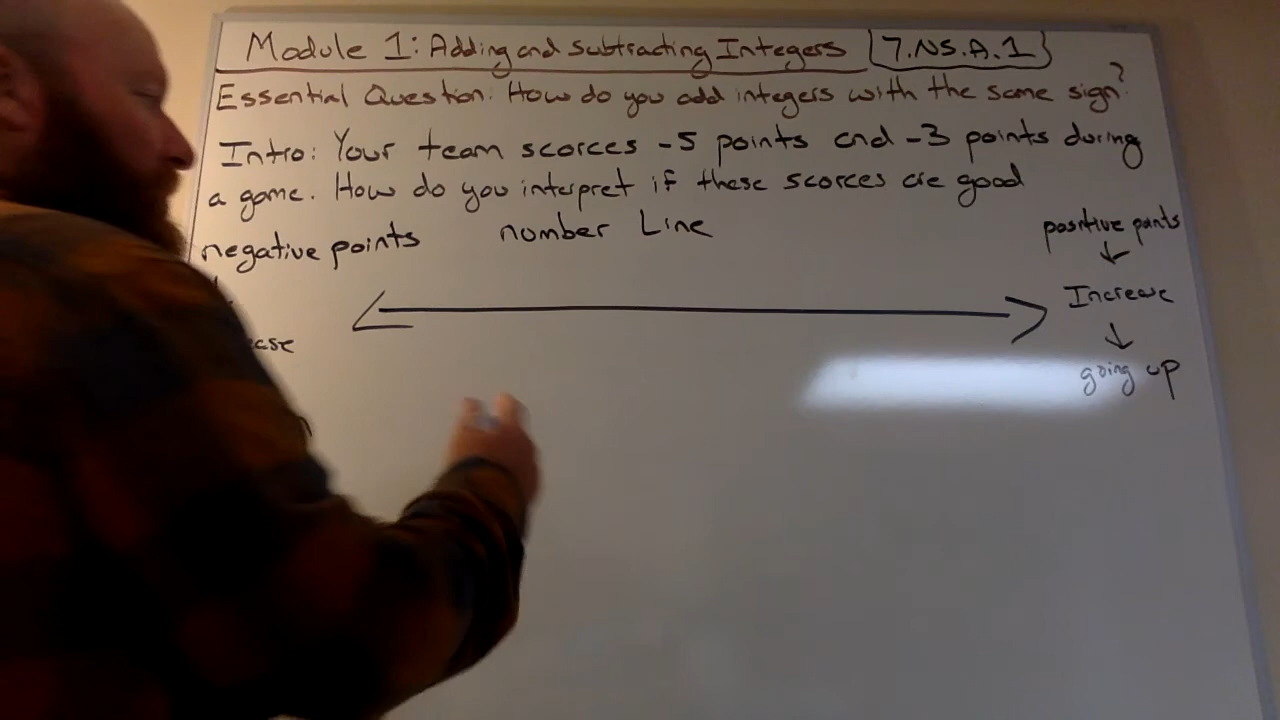 Module 1: Adding and Subtracting Integers 7.NS.A.1
Essential Question: How do you add integers with the same sign?
Intro: Your team scorces -5 points and -3 points during
a game. How do you interpret if these scorces are good
negative points number Line positive points
Increase
going up